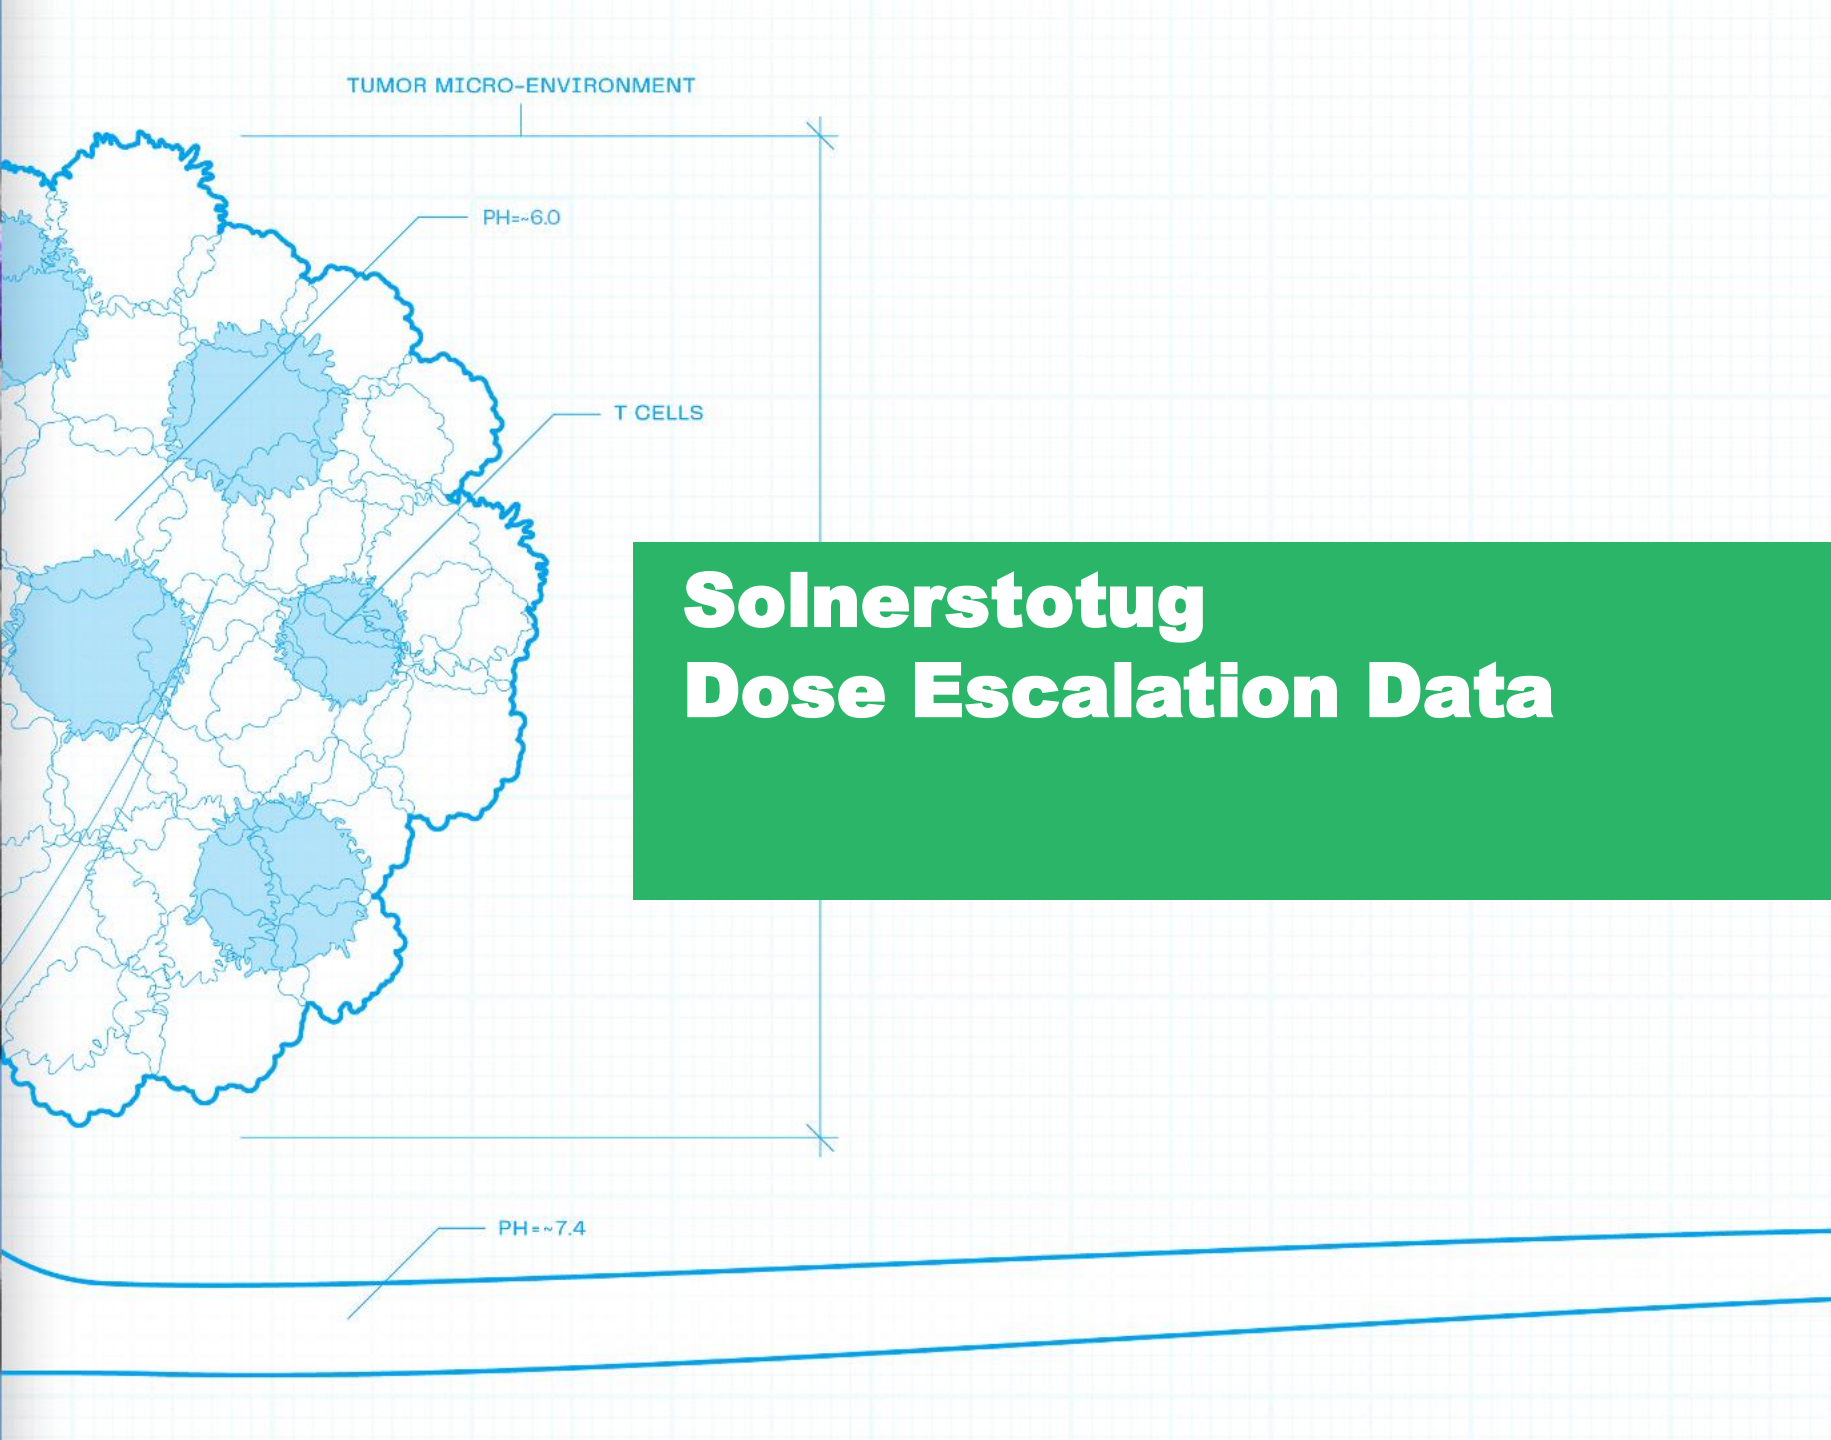 TUMOR MICRO-ENVIRONMENT
PH=~6.0
T CELLS
Solnerstotug
Dose Escalation Data
PH=~7.4